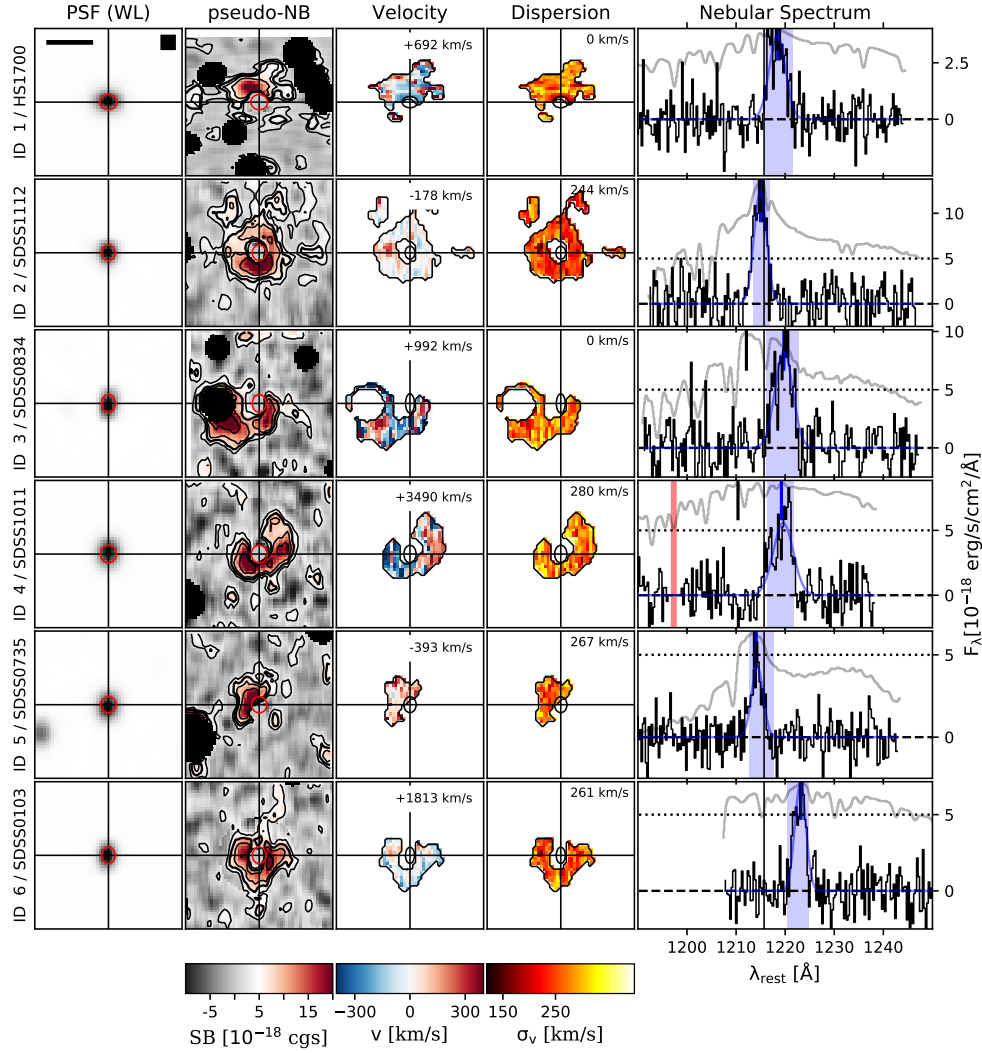 PSF (WL) pseudo-NB Velocity Dispersion Nebular Spectrum
ID 1 / HS1700 +692 km/s 0 km/s 2.5 0
ID 2 / SDSS1112 -178 km/s 244 km/s 10 5 0
ID 3 / SDSS0834 +992 km/s 0 km/s 10 5 0
ID 4 / SDSS1011 +3490 km/s 280 km/s 5 0
ID 5 / SDSS0735 -393 km/s 267 km/s 5 0
ID 6 / SDSS0103 +1813 km/s 261 km/s 5 0
F_λ[10⁻¹⁸ erg/s/cm²/Å]
1200 1210 1220 1230 1240
λ_rest [Å]
−5 5 15 −300 0 300 150 250
SB [10⁻¹⁸ cgs] v [km/s] σ_v [km/s]